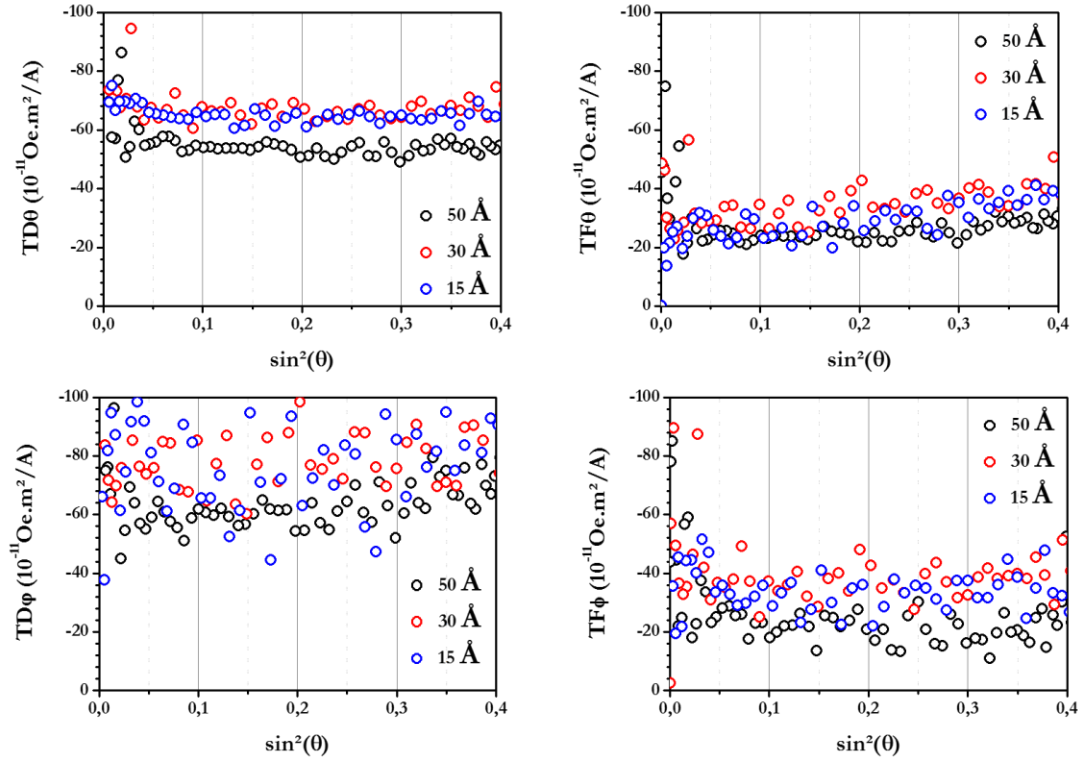 -100
-80
-60
-40
-20
0
0,0 0,1 0,2 0,3 0,4
TDθ (10⁻¹¹Oe.m²/A)
sin²(θ)
50 Å
30 Å
15 Å
-100
-80
-60
-40
-20
0
0,0 0,1 0,2 0,3 0,4
TFθ (10⁻¹¹Oe.m²/A)
sin²(θ)
50 Å
30 Å
15 Å
-100
-80
-60
-40
-20
0
0,0 0,1 0,2 0,3 0,4
TDφ (10⁻¹¹Oe.m²/A)
sin²(θ)
50 Å
30 Å
15 Å
-100
-80
-60
-40
-20
0
0,0 0,1 0,2 0,3 0,4
TFϕ (10⁻¹¹Oe.m²/A)
sin²(θ)
50 Å
30 Å
15 Å